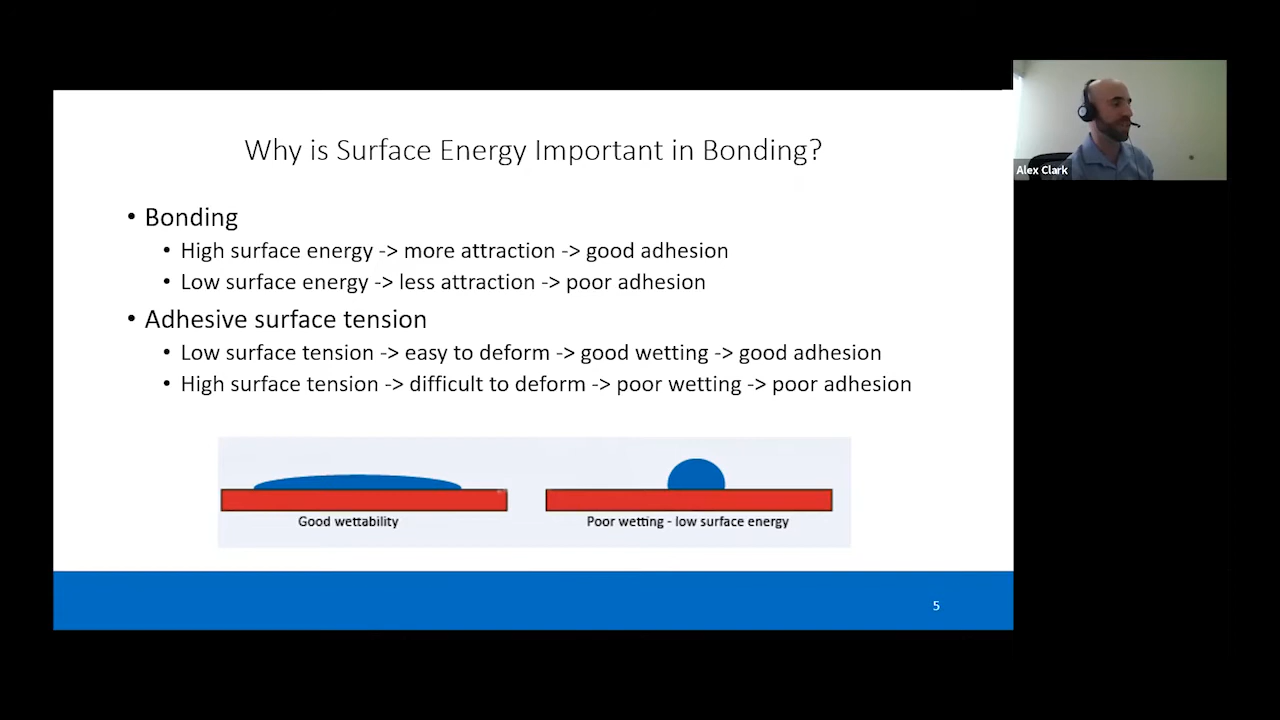 Why is Surface Energy Important in Bonding?
Alex Clark
• Bonding
• High surface energy -> more attraction -> good adhesion
• Low surface energy -> less attraction -> poor adhesion
• Adhesive surface tension
• Low surface tension -> easy to deform -> good wetting -> good adhesion
• High surface tension -> difficult to deform -> poor wetting -> poor adhesion
Good wettability
Poor wetting - low surface energy
5